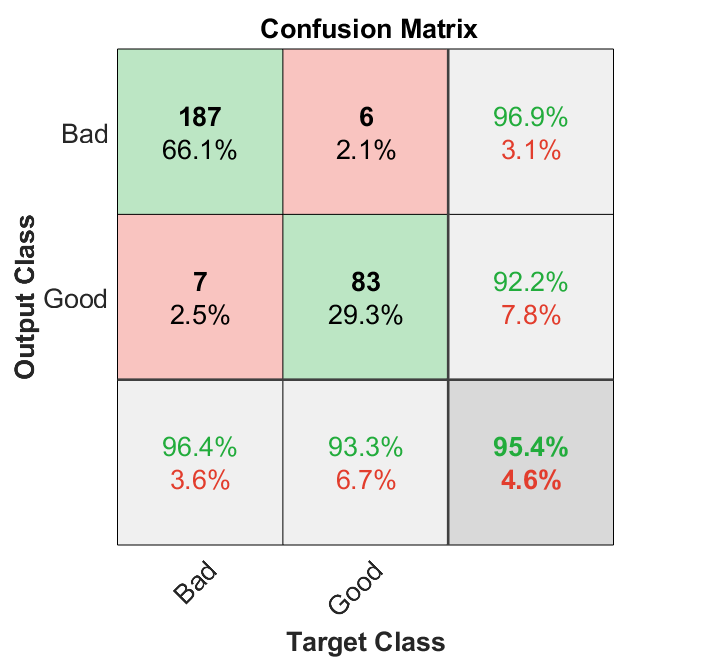 Confusion Matrix
Bad
187
66.1%
6
2.1%
96.9%
3.1%
Output Class
Good
7
2.5%
83
29.3%
92.2%
7.8%
96.4%
3.6%
93.3%
6.7%
95.4%
4.6%
Bad
Good
Target Class